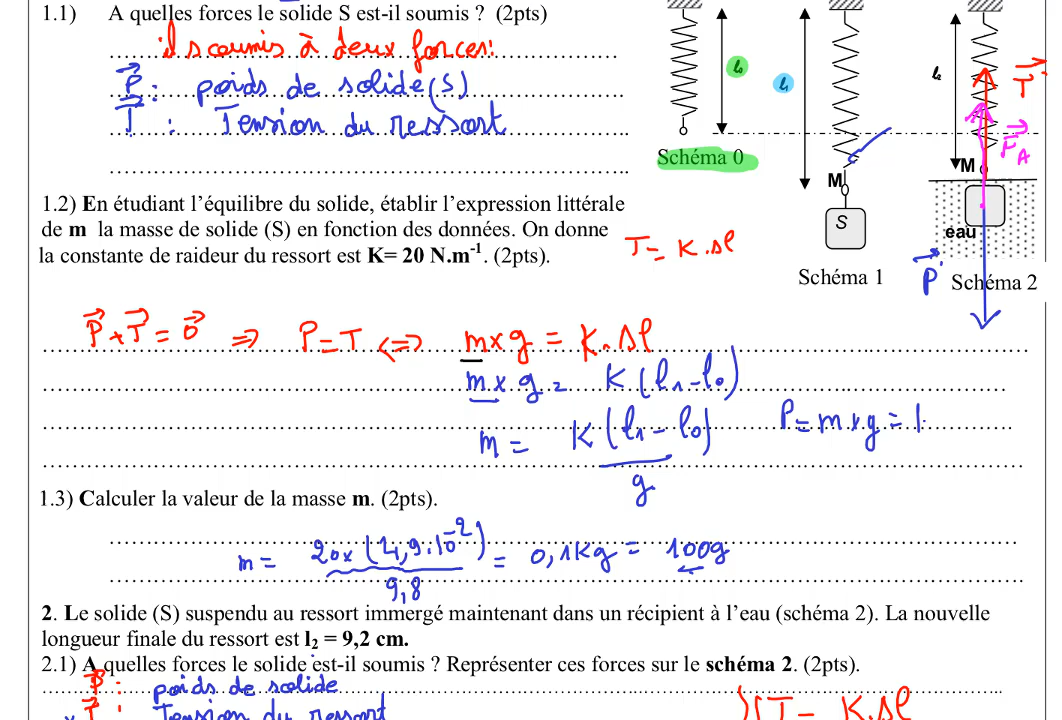 1.1) A quelles forces le solide S est-il soumis ? (2pts)
il scoumis à deux forces:
P : poids de solide (S)
T : Tension du ressort
l₀
l₁
l₂
T
F_A
M
M
Schéma 0
S
eau
1.2) En étudiant l'équilibre du solide, établir l'expression littérale
de m la masse de solide (S) en fonction des données. On donne
la constante de raideur du ressort est K= 20 N.m⁻¹. (2pts).
T= K.Δl
Schéma 1
P
Schéma 2
P + T = 0 ⇒ P=T ⇔ m×g = K.Δl
m×g = K(l₁-l₀)
m = K(l₁-l₀)/g
P=m×g = 1
1.3) Calculer la valeur de la masse m. (2pts).
m = 20×(4,9.10⁻²)/9,8 = 0,1Kg = 100g
2. Le solide (S) suspendu au ressort immergé maintenant dans un récipient à l'eau (schéma 2). La nouvelle
longueur finale du ressort est l₂ = 9,2 cm.
2.1) A quelles forces le solide est-il soumis ? Représenter ces forces sur le schéma 2. (2pts).
P : poids de solide
T : Tension du ressort
T = K.Δl